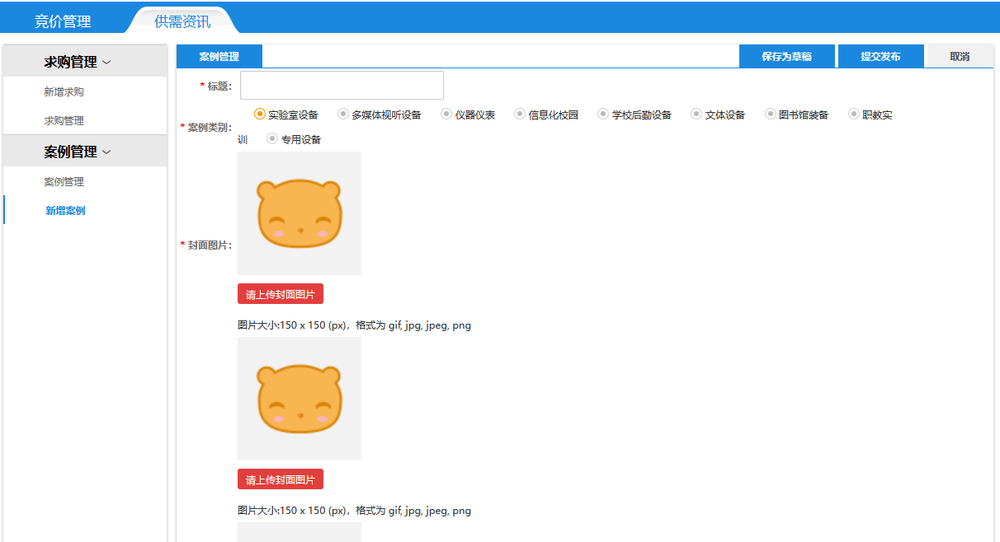 竞价管理 供需资讯
求购管理
新增求购
求购管理
案例管理
案例管理
新增案例
案例管理 保存为草稿 提交发布 取消
* 标题:
* 案例类别: 实验室设备 多媒体视听设备 仪器仪表 信息化校园 学校后勤设备 文体设备 图书馆装备 职教实
训 专用设备
* 封面图片:
请上传封面图片
图片大小:150 x 150 (px)，格式为 gif, jpg, jpeg, png
请上传封面图片
图片大小:150 x 150 (px)，格式为 gif, jpg, jpeg, png